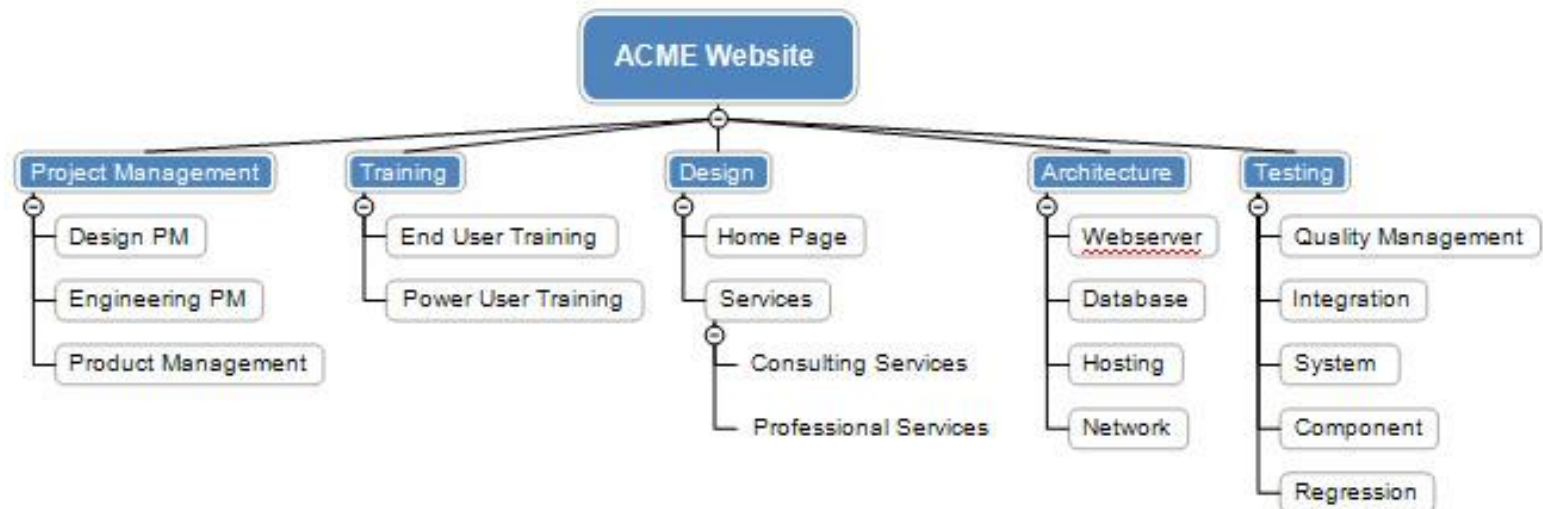 ACME Website
Project Management
Training
Design
Architecture
Testing
Design PM
End User Training
Home Page
Webserver
Quality Management
Engineering PM
Power User Training
Services
Database
Integration
Product Management
Consulting Services
Hosting
System
Professional Services
Network
Component
Regression